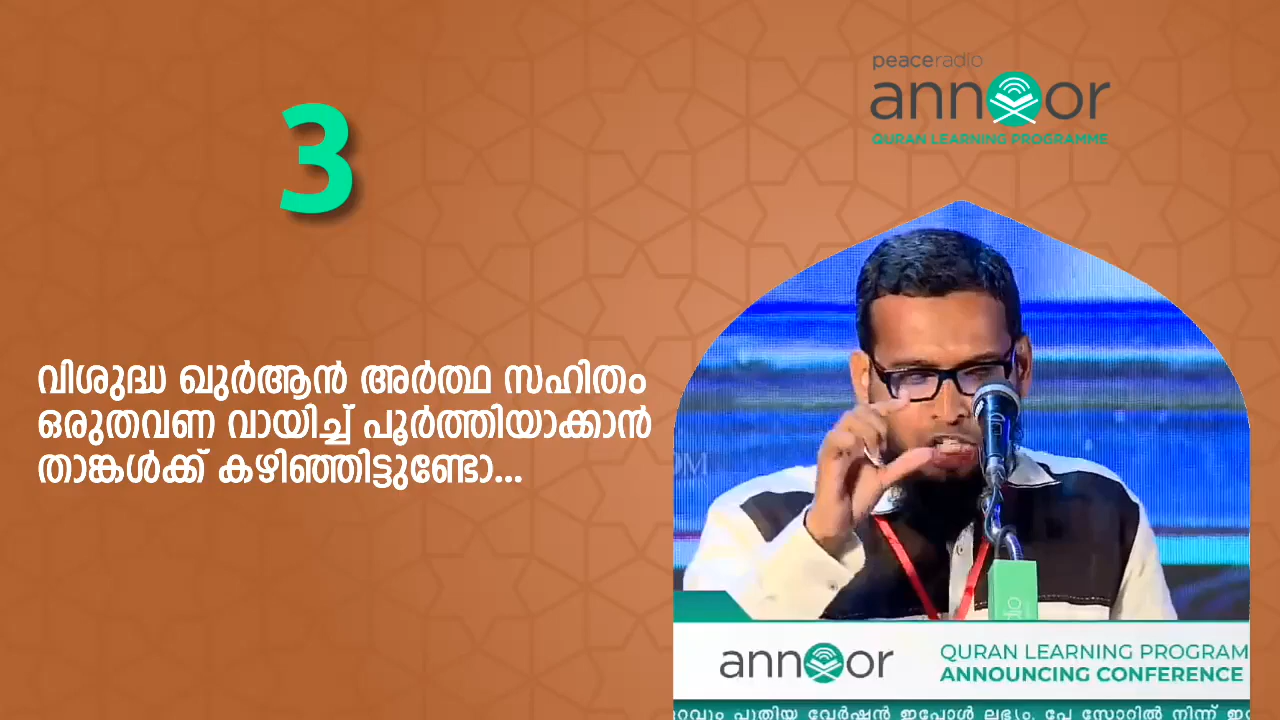 3
peaceradio
annoor
QURAN LEARNING PROGRAMME
വിശുദ്ധ ഖുർആൻ അർത്ഥ സഹിതം
ഒരുതവണ വായിച്ച് പൂർത്തിയാക്കാൻ
താങ്കൾക്ക് കഴിഞ്ഞിട്ടുണ്ടോ...
OM
annoor
QURAN LEARNING PROGRAM
ANNOUNCING CONFERENCE
പുതിയ വേർഷൻ ഇപ്പോൾ ലഭ്യം. പ്ലേ സ്റ്റോറിൽ നിന്ന്